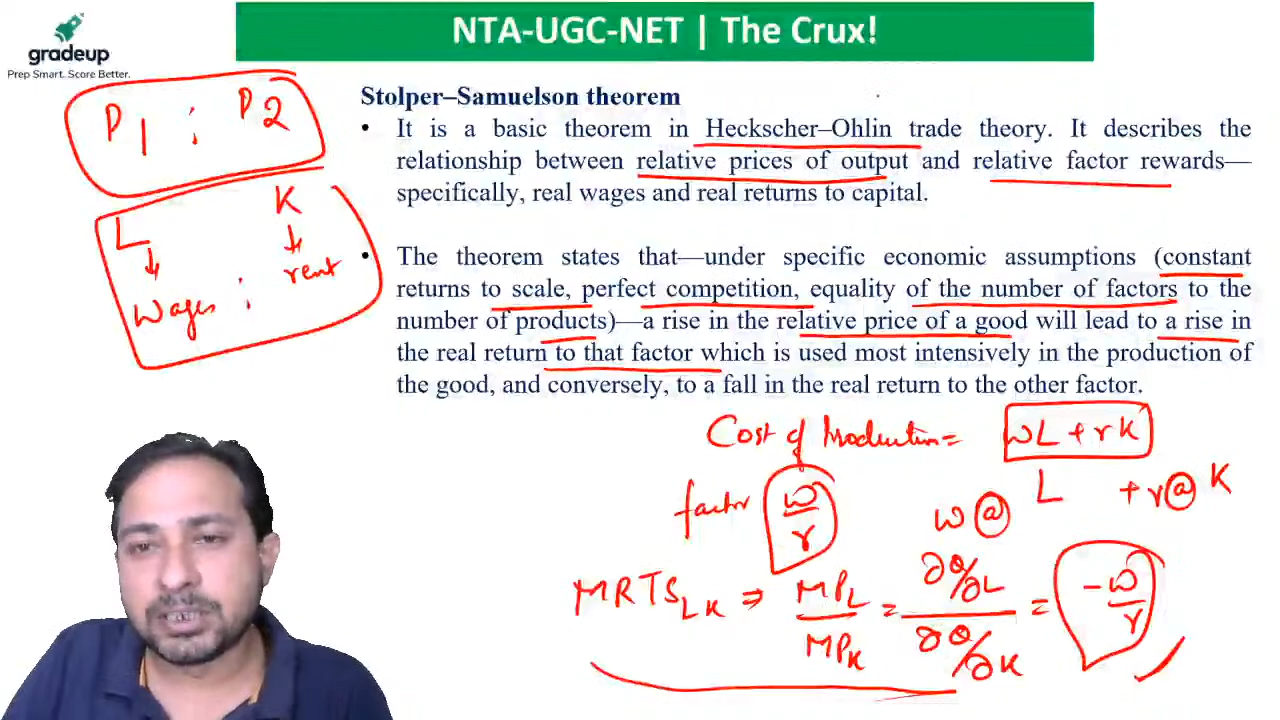 NTA-UGC-NET | The Crux!
gradeup
Prep Smart. Score Better.
P1 : P2
L K
Wages : rent
Stolper–Samuelson theorem
• It is a basic theorem in Heckscher–Ohlin trade theory. It describes the
relationship between relative prices of output and relative factor rewards—
specifically, real wages and real returns to capital.
• The theorem states that—under specific economic assumptions (constant
returns to scale, perfect competition, equality of the number of factors to the
number of products)—a rise in the relative price of a good will lead to a rise in
the real return to that factor which is used most intensively in the production of
the good, and conversely, to a fall in the real return to the other factor.
Cost of Production = wL + rK
factor w/r
w@ L + r@ K
MRTS LK ⇒ MPL/MPK = ∂Q/∂L / ∂Q/∂K = -w/r